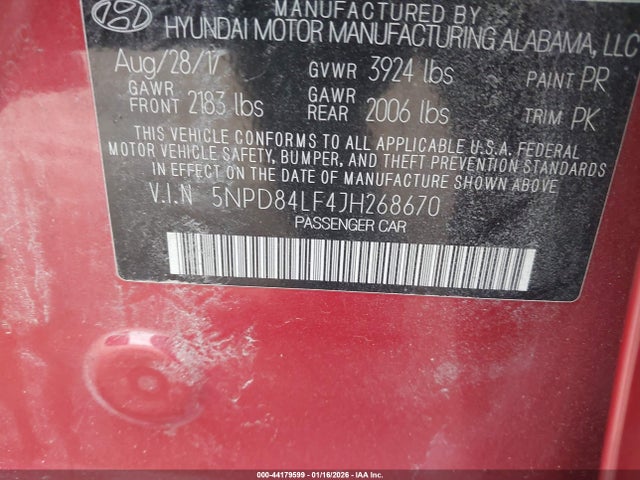 MANUFACTURED BY
HYUNDAI MOTOR MANUFACTURING ALABAMA, LLC
Aug/28/17 GVWR 3924 lbs PAINT PR
GAWR FRONT 2183 lbs GAWR REAR 2006 lbs TRIM PK
THIS VEHICLE CONFORMS TO ALL APPLICABLE U.S.A. FEDERAL
MOTOR VEHICLE SAFETY, BUMPER, AND THEFT PREVENTION STANDARDS
IN EFFECT ON THE DATE OF MANUFACTURE SHOWN ABOVE
V.I.N 5NPD84LF4JH268670
PASSENGER CAR
000-44179599 | 01/16/2026 | IAA Inc.